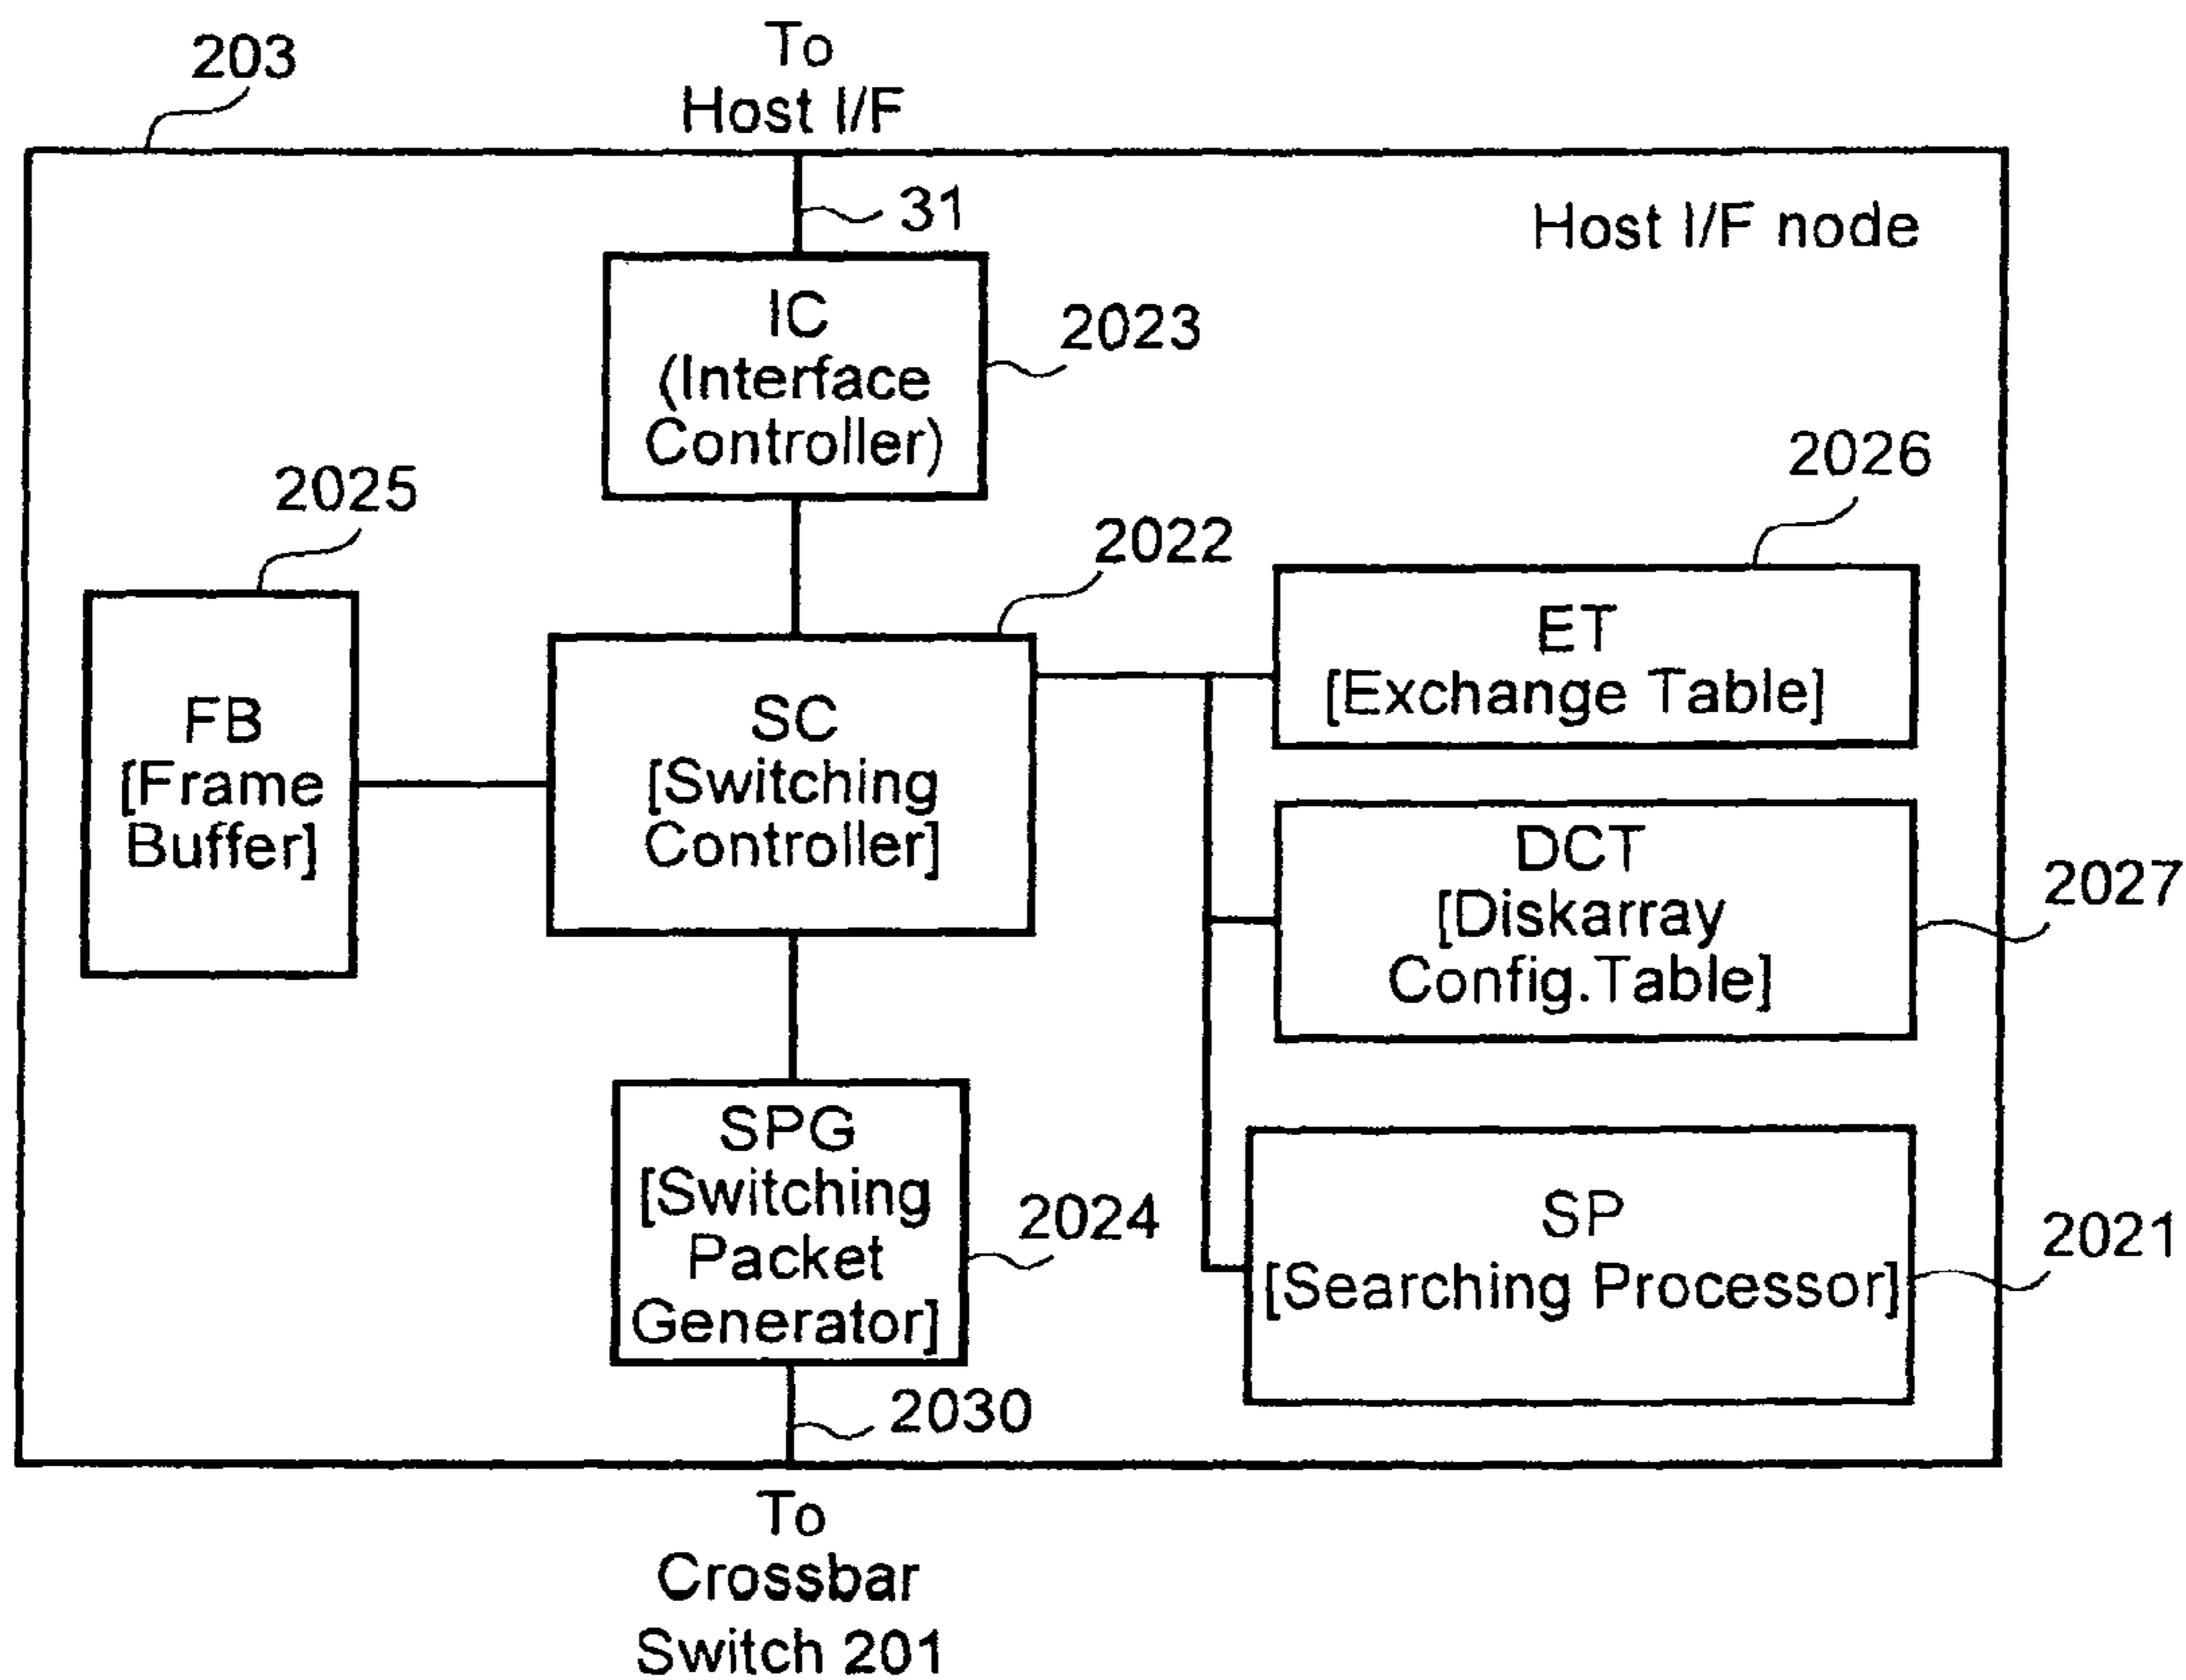 203
To
Host I/F
31
Host I/F node
IC
(Interface
Controller)
2023
2025
2022
2026
FB
[Frame
Buffer]
SC
[Switching
Controller]
ET
[Exchange Table]
DCT
[Diskarray
Config.Table]
2027
SPG
[Switching
Packet
Generator]
2024
SP
[Searching Processor]
2021
2030
To
Crossbar
Switch 201